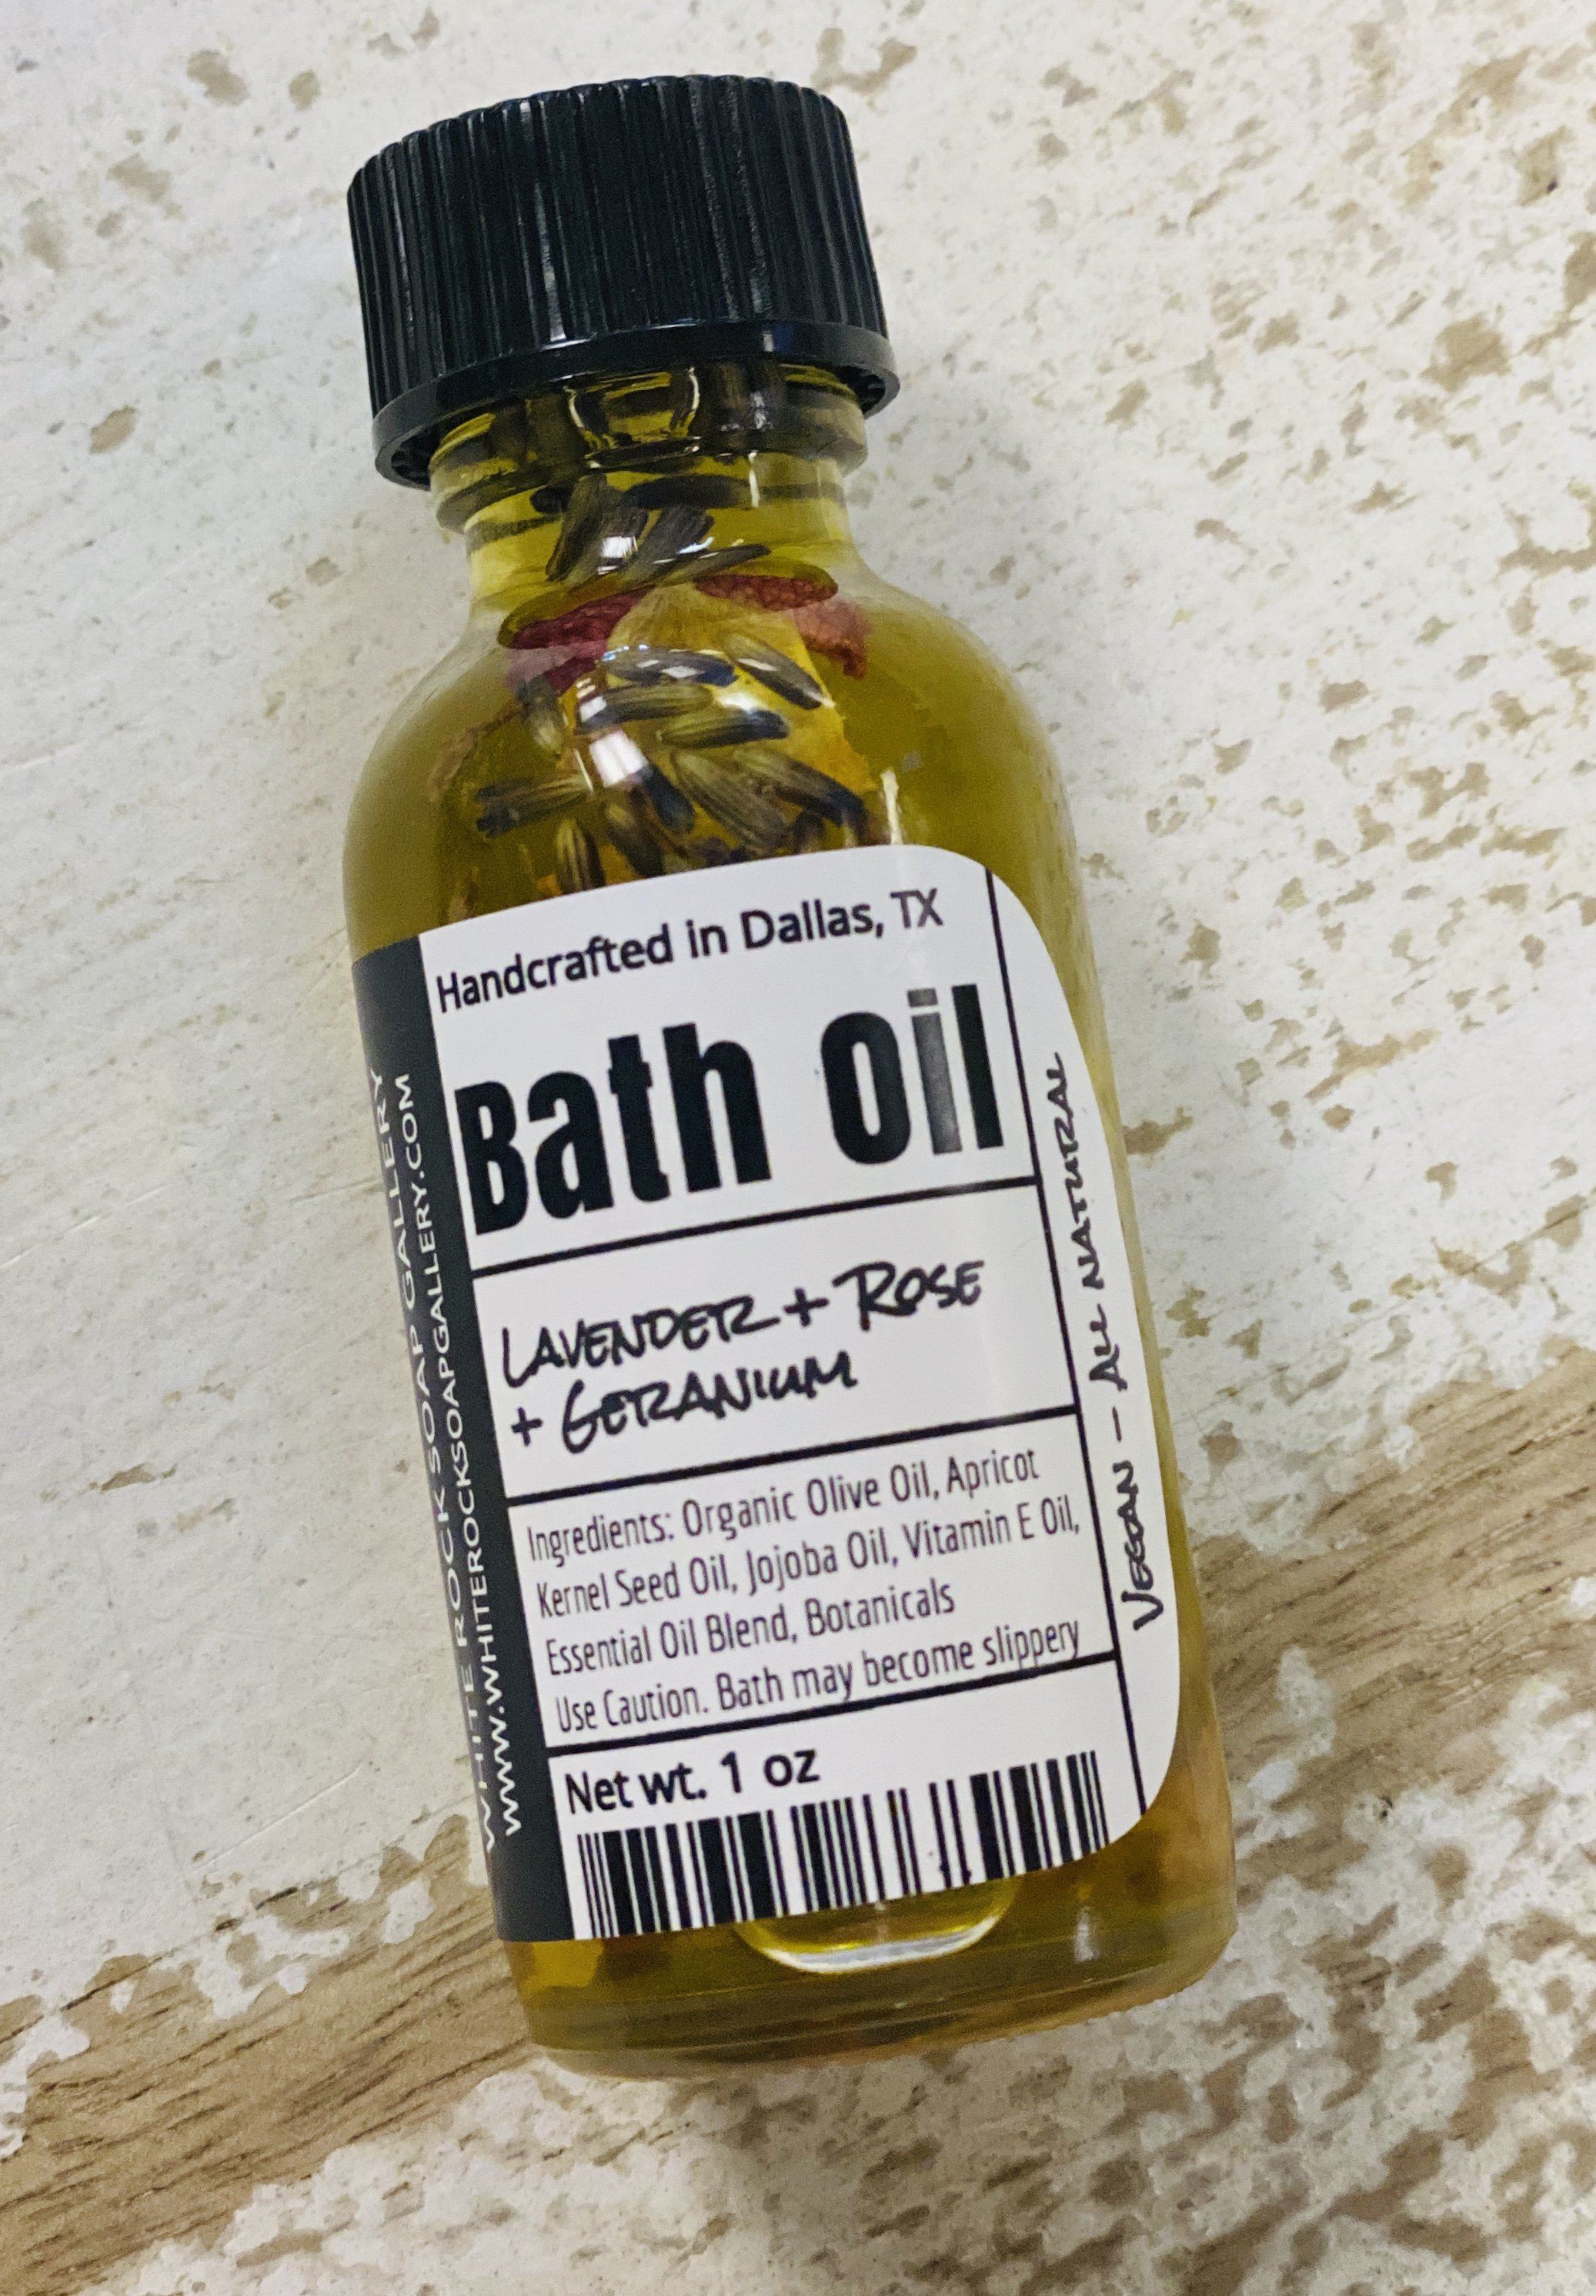 Handcrafted in Dallas, TX
Bath Oil
LAVENDER + ROSE
+ GERANIUM
Ingredients: Organic Olive Oil, Apricot
Kernel Seed Oil, Jojoba Oil, Vitamin E Oil,
Essential Oil Blend, Botanicals
Use Caution. Bath may become slippery
Net wt. 1 oz
WHITE ROCK SOAP GALLERY
WWW.WHITEROCKSOAPGALLERY.COM
VEGAN - ALL NATURAL